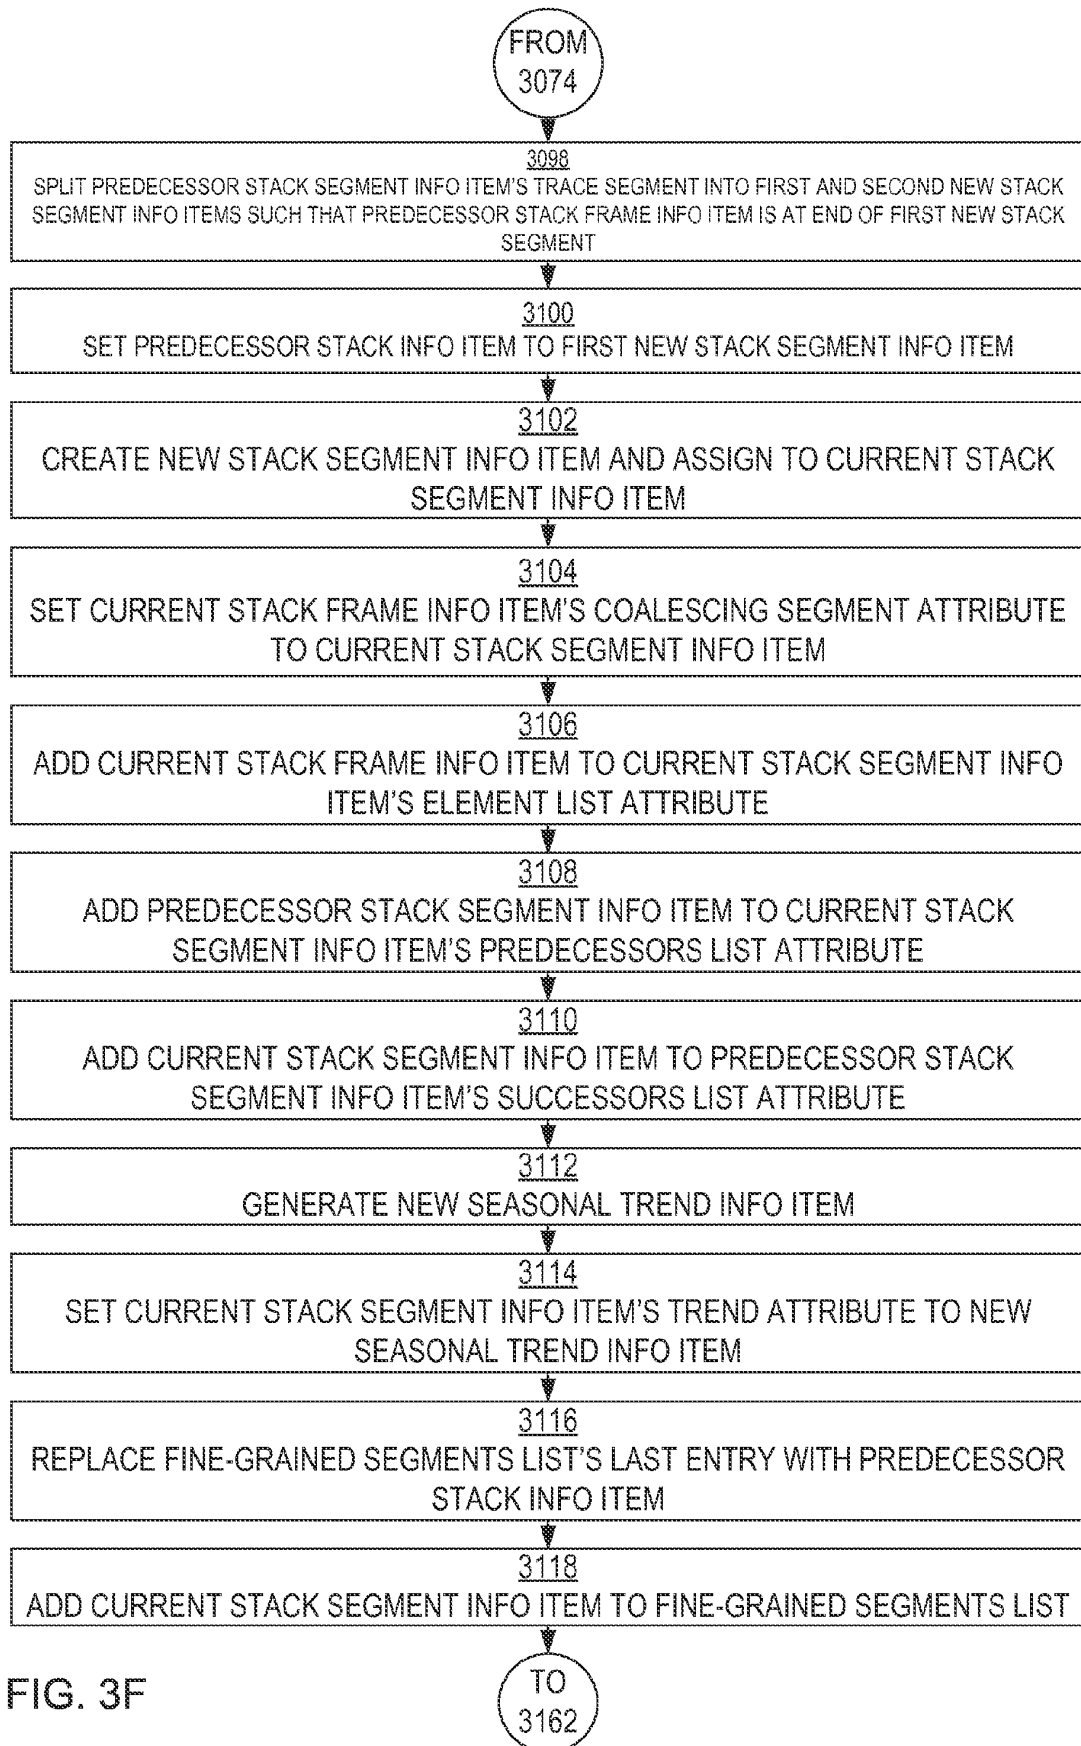 FROM
3074
3098
SPLIT PREDECESSOR STACK SEGMENT INFO ITEM'S TRACE SEGMENT INTO FIRST AND SECOND NEW STACK
SEGMENT INFO ITEMS SUCH THAT PREDECESSOR STACK FRAME INFO ITEM IS AT END OF FIRST NEW STACK
SEGMENT
3100
SET PREDECESSOR STACK INFO ITEM TO FIRST NEW STACK SEGMENT INFO ITEM
3102
CREATE NEW STACK SEGMENT INFO ITEM AND ASSIGN TO CURRENT STACK
SEGMENT INFO ITEM
3104
SET CURRENT STACK FRAME INFO ITEM'S COALESCING SEGMENT ATTRIBUTE
TO CURRENT STACK SEGMENT INFO ITEM
3106
ADD CURRENT STACK FRAME INFO ITEM TO CURRENT STACK SEGMENT INFO
ITEM'S ELEMENT LIST ATTRIBUTE
3108
ADD PREDECESSOR STACK SEGMENT INFO ITEM TO CURRENT STACK
SEGMENT INFO ITEM'S PREDECESSORS LIST ATTRIBUTE
3110
ADD CURRENT STACK SEGMENT INFO ITEM TO PREDECESSOR STACK
SEGMENT INFO ITEM'S SUCCESSORS LIST ATTRIBUTE
3112
GENERATE NEW SEASONAL TREND INFO ITEM
3114
SET CURRENT STACK SEGMENT INFO ITEM'S TREND ATTRIBUTE TO NEW
SEASONAL TREND INFO ITEM
3116
REPLACE FINE-GRAINED SEGMENTS LIST'S LAST ENTRY WITH PREDECESSOR
STACK INFO ITEM
3118
ADD CURRENT STACK SEGMENT INFO ITEM TO FINE-GRAINED SEGMENTS LIST
FIG. 3F
TO
3162